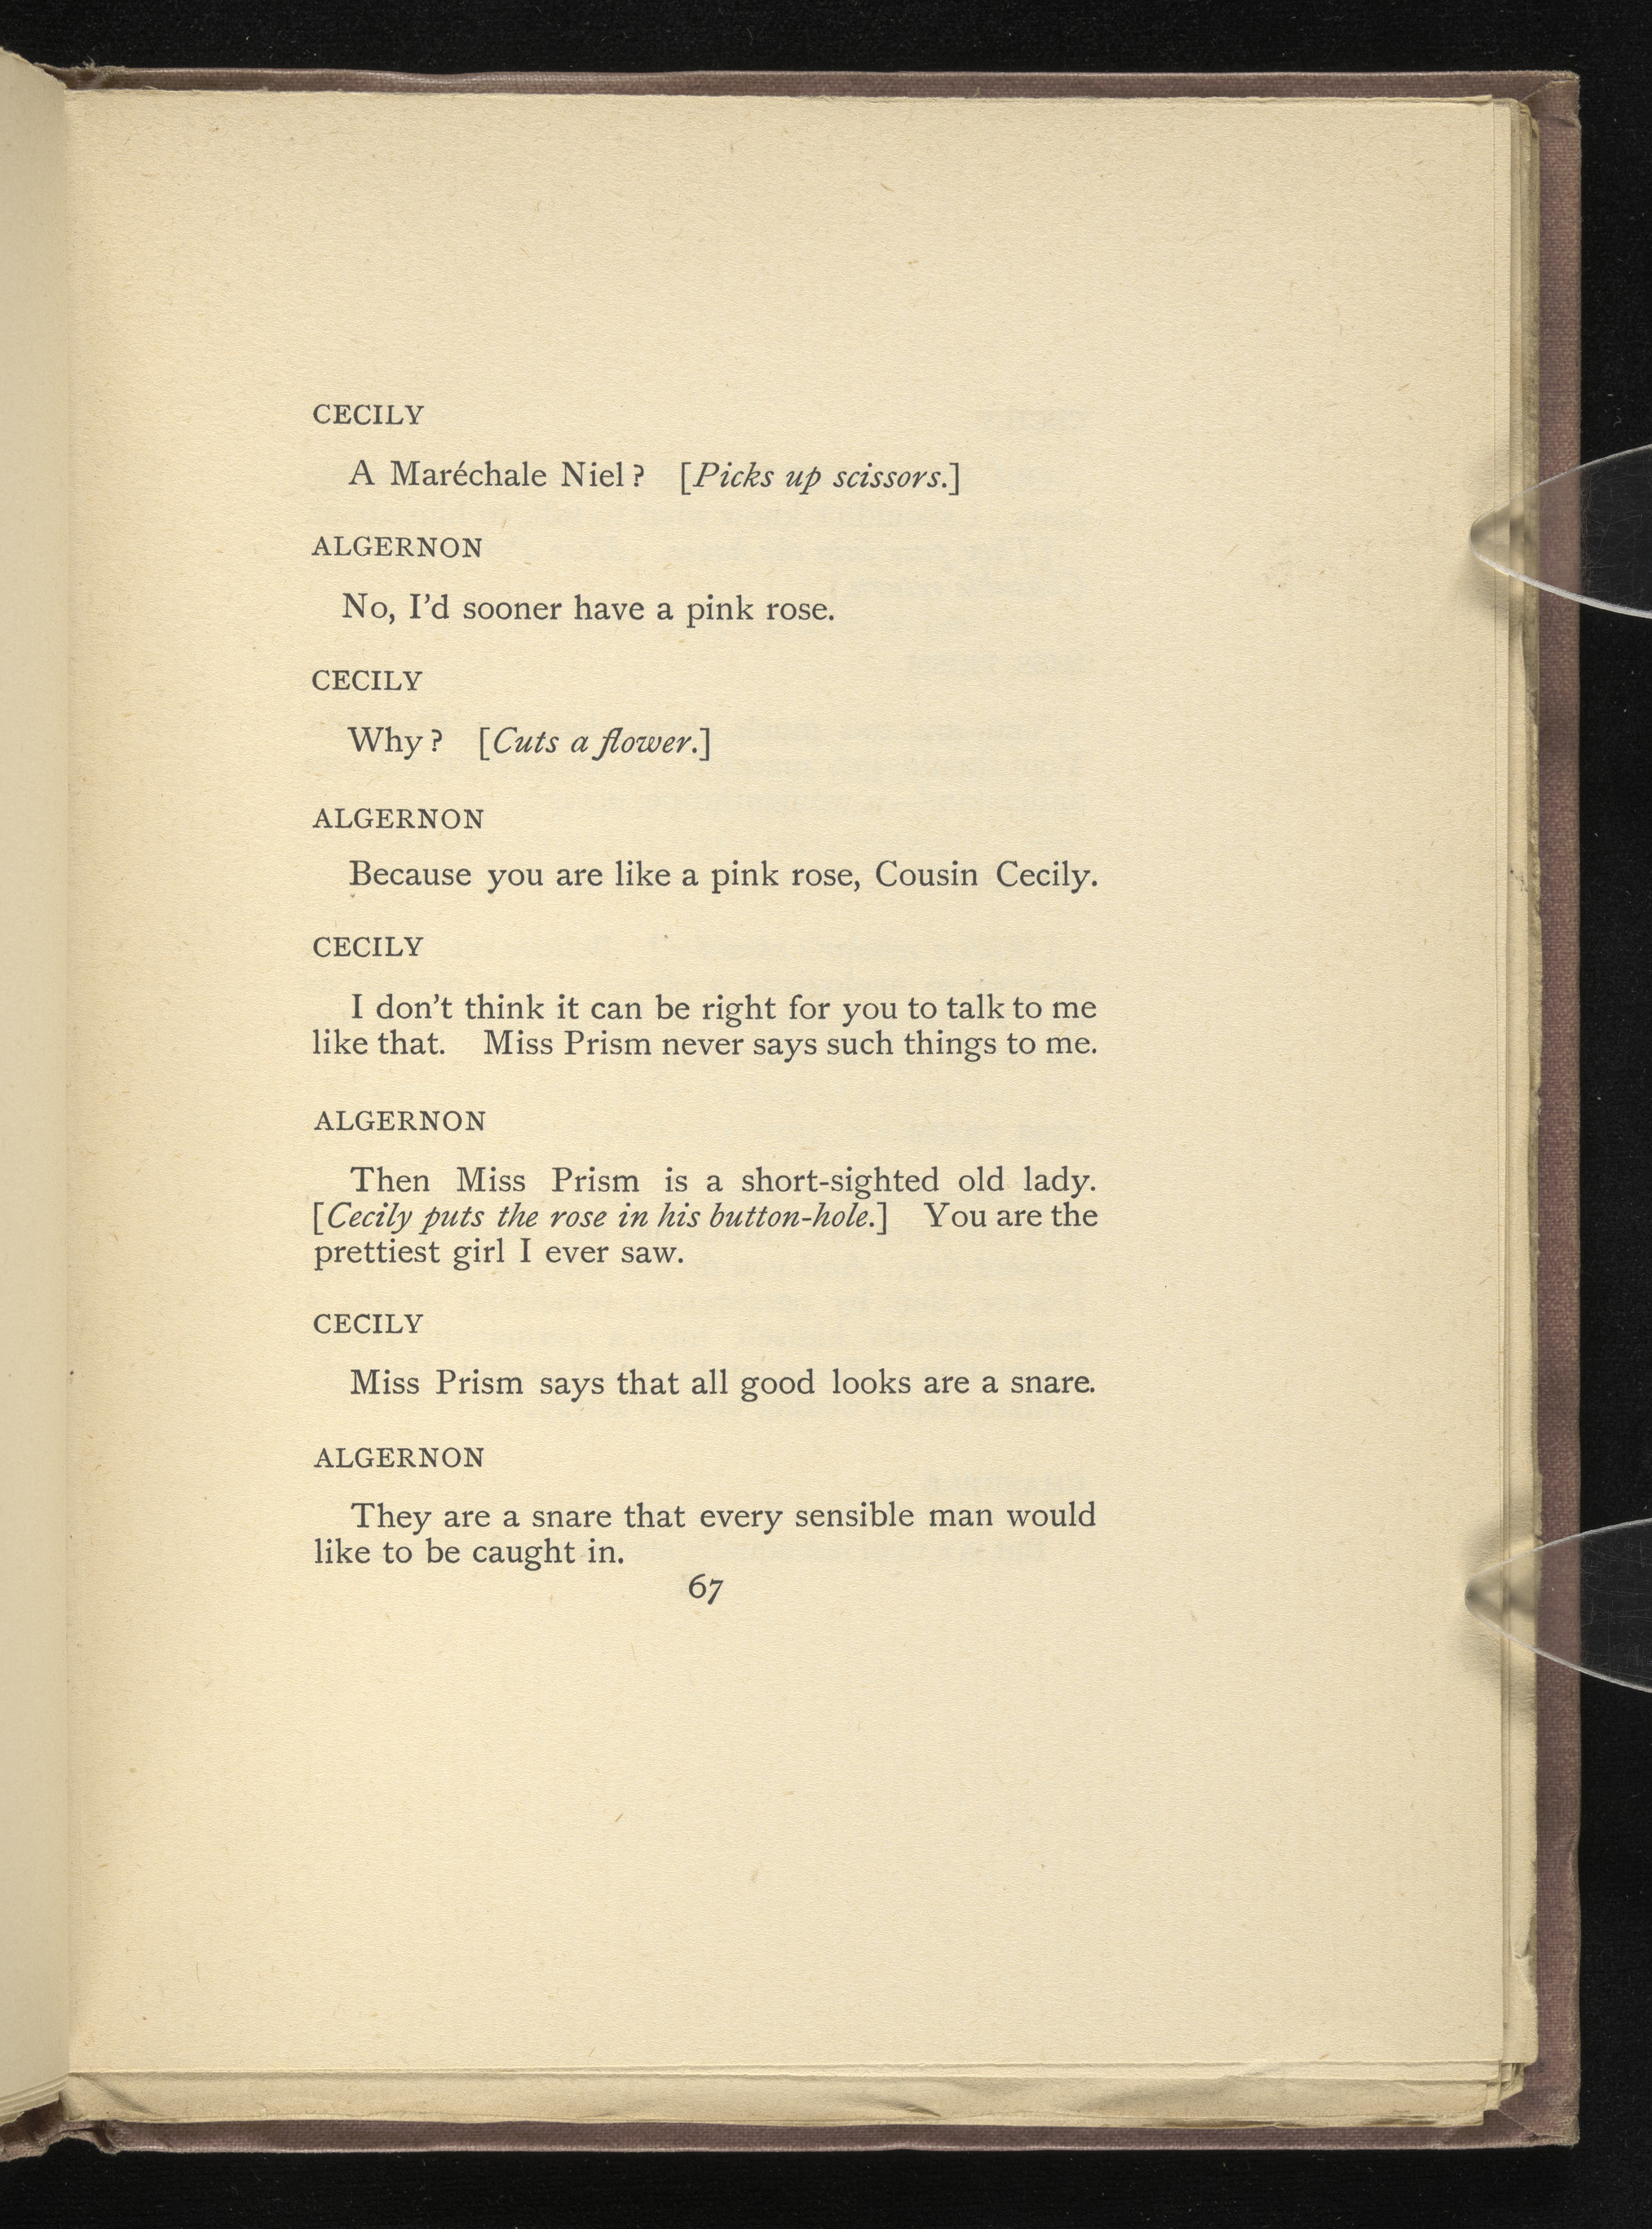 CECILY
A Maréchale Niel? [Picks up scissors.]
ALGERNON
No, I'd sooner have a pink rose.
CECILY
Why? [Cuts a flower.]
ALGERNON
Because you are like a pink rose, Cousin Cecily.
CECILY
I don't think it can be right for you to talk to me
like that. Miss Prism never says such things to me.
ALGERNON
Then Miss Prism is a short-sighted old lady.
[Cecily puts the rose in his button-hole.] You are the
prettiest girl I ever saw.
CECILY
Miss Prism says that all good looks are a snare.
ALGERNON
They are a snare that every sensible man would
like to be caught in.
67